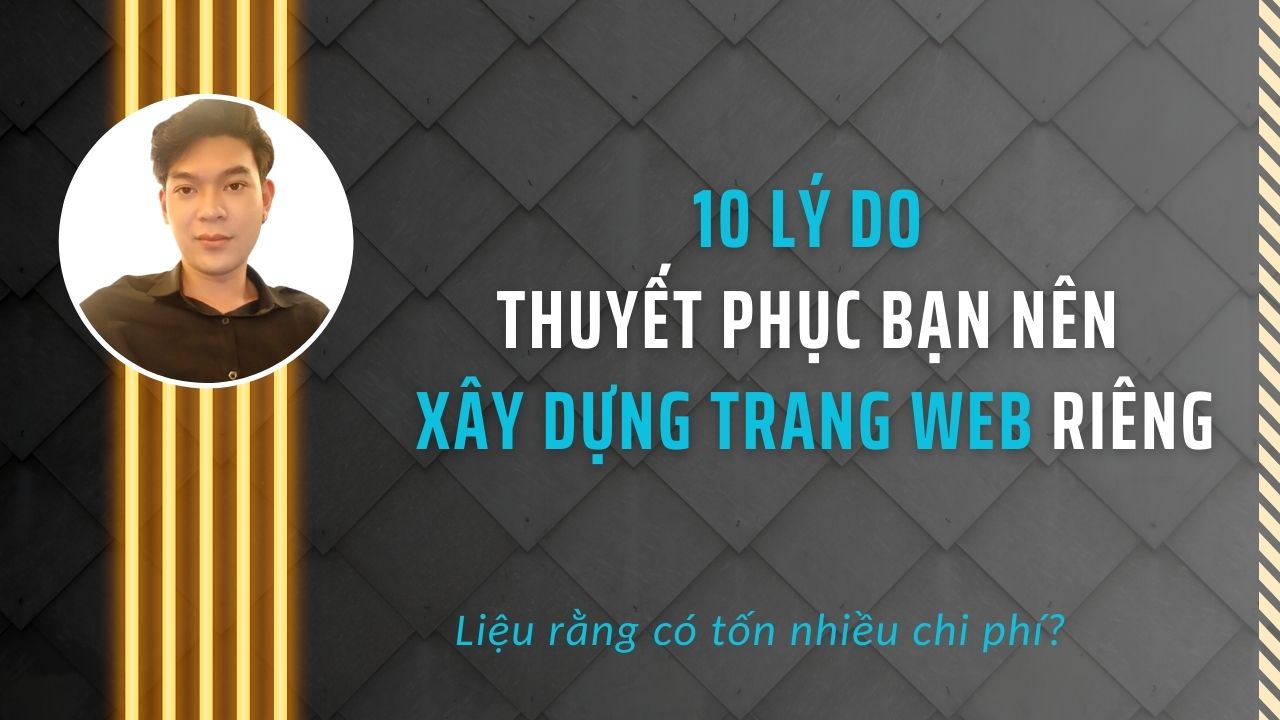 10 LÝ DO
THUYẾT PHỤC BẠN NÊN
XÂY DỰNG TRANG WEB RIÊNG
Liệu rằng có tốn nhiều chi phí?